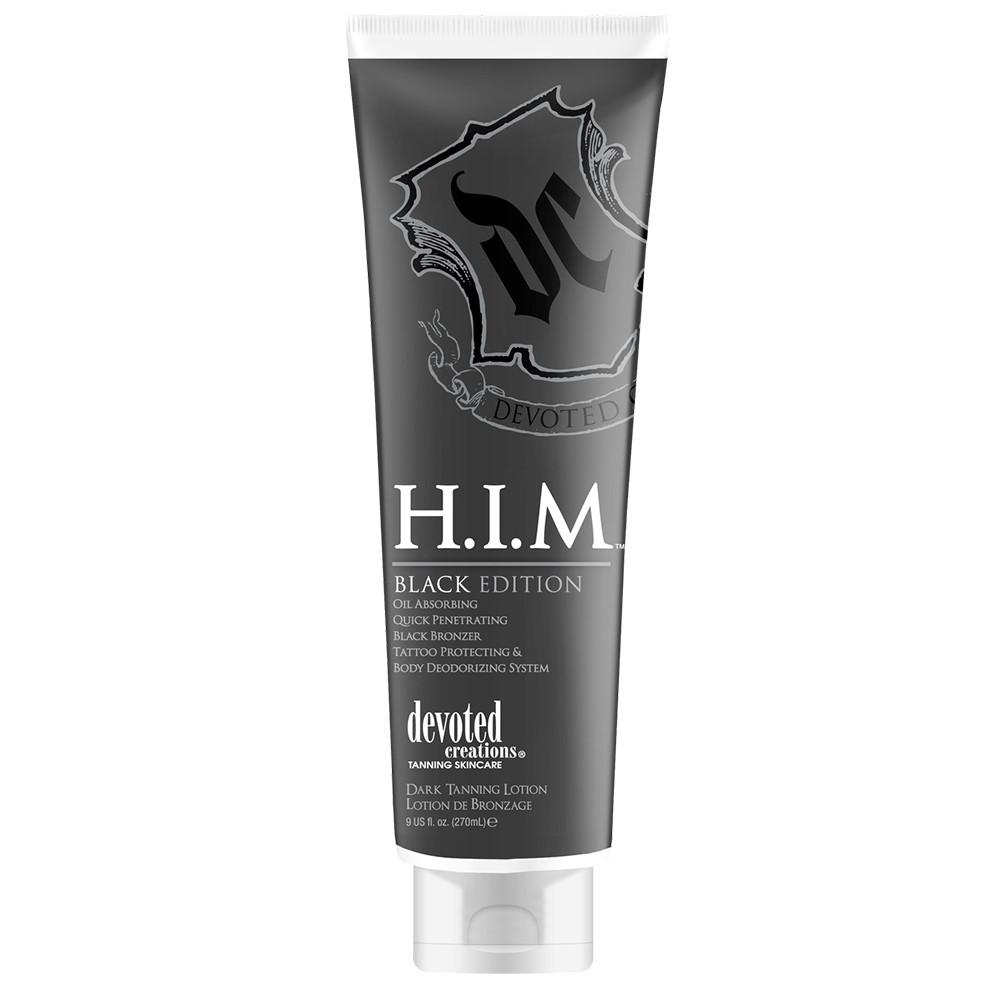 DC
DEVOTED
H.I.M.™
BLACK EDITION
OIL ABSORBING
QUICK PENETRATING
BLACK BRONZER
TATTOO PROTECTING &
BODY DEODORIZING SYSTEM
devoted
creations®
TANNING SKINCARE
DARK TANNING LOTION
LOTION DE BRONZAGE
9 US fl. oz. (270mL)℮